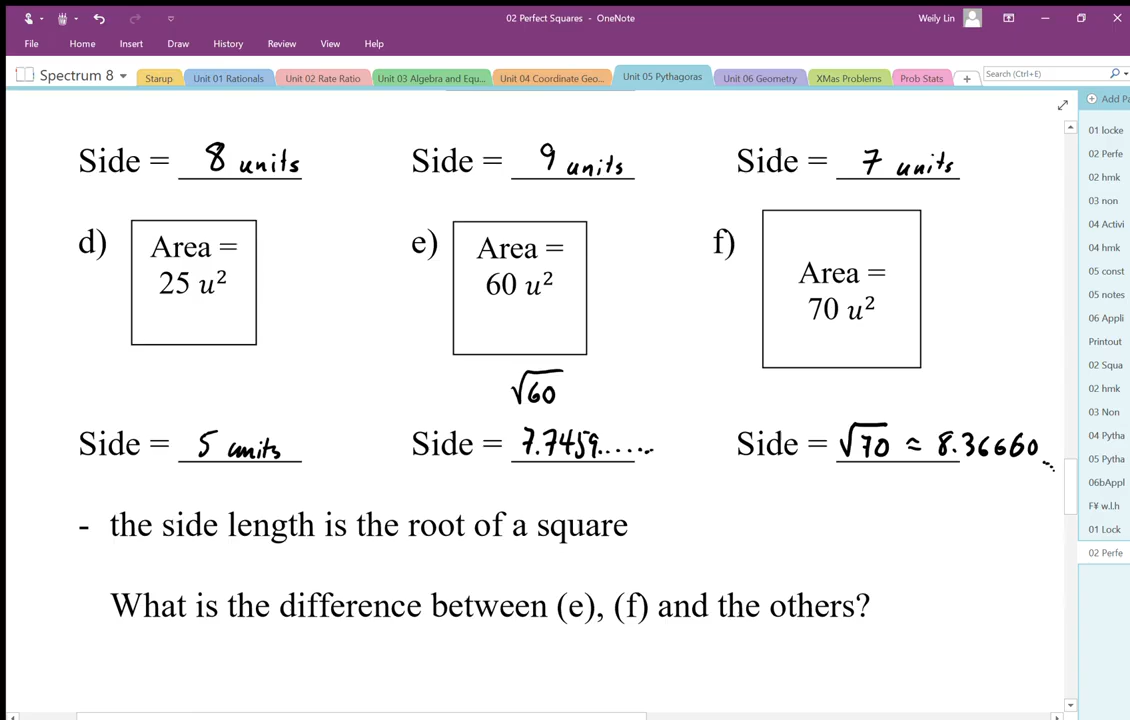 02 Perfect Squares - OneNote
Weily Lin
File Home Insert Draw History Review View Help
Spectrum 8
Starup Unit 01 Rationals Unit 02 Rate Ratio Unit 03 Algebra and Equ... Unit 04 Coordinate Geo... Unit 05 Pythagoras Unit 06 Geometry XMas Problems Prob Stats + Search (Ctrl+E)
Add Pa
Side = 8 units Side = 9 units Side = 7 units
d) Area = 25 u²
e) Area = 60 u²
f) Area = 70 u²
√60
Side = 5 units Side = 7.7459...... Side = √70 ≈ 8.36660...
- the side length is the root of a square
What is the difference between (e), (f) and the others?
01 locke
02 Perfe
02 hmk
03 non
04 Activi
04 hmk
05 const
05 notes
06 Appli
Printout
02 Squa
02 hmk
03 Non
04 Pytha
05 Pytha
06bAppl
F¥ w.l.h
01 Lock
02 Perfe